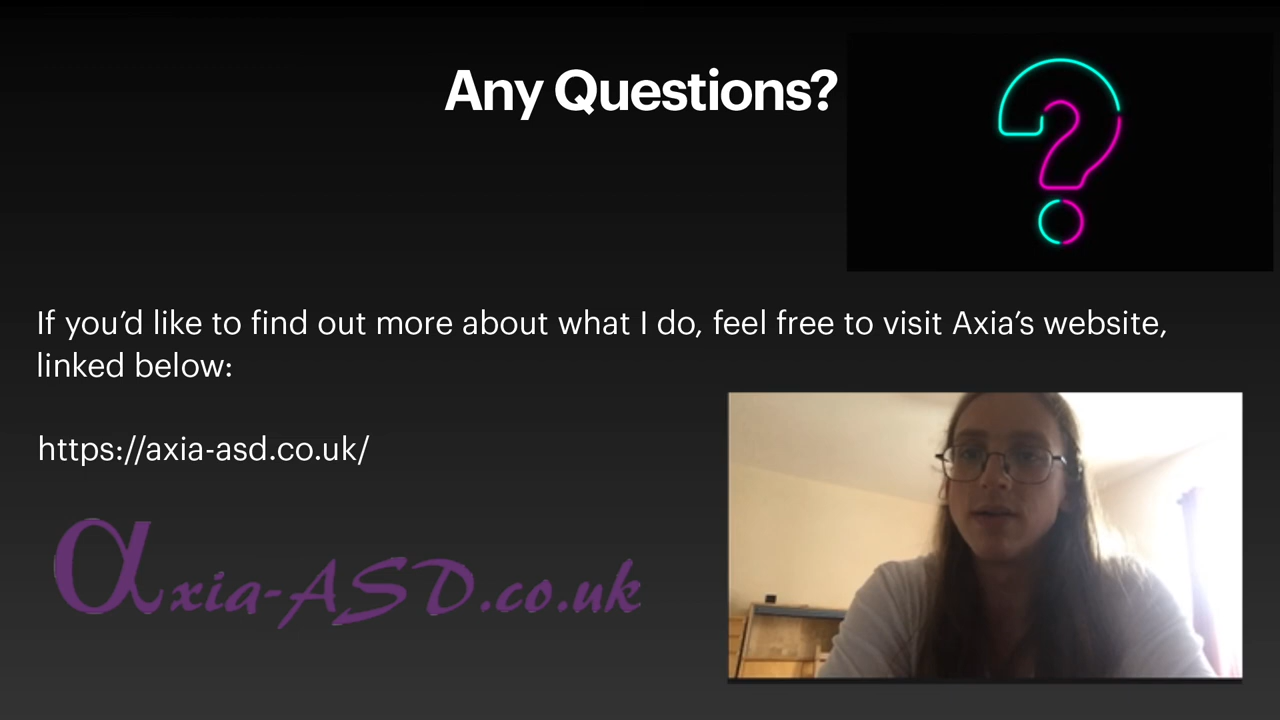 Any Questions?
If you’d like to find out more about what I do, feel free to visit Axia’s website,
linked below:
https://axia-asd.co.uk/
αxia-ASD.co.uk